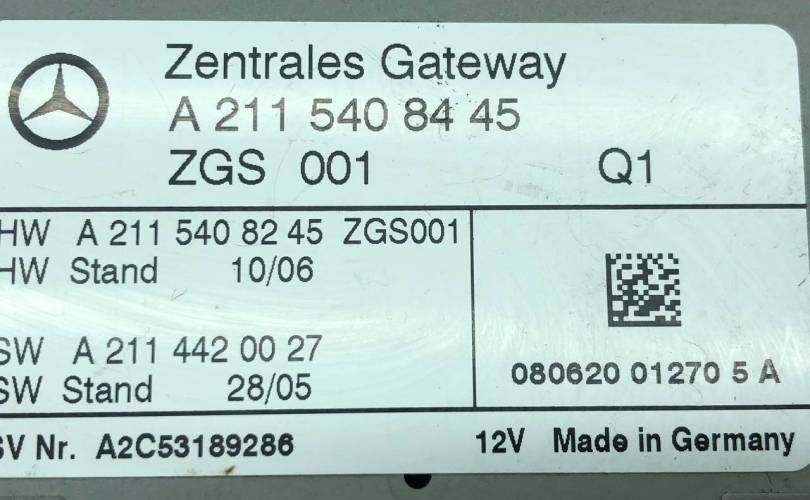 Zentrales Gateway
A 211 540 84 45
ZGS 001 Q1
HW A 211 540 82 45 ZGS001
HW Stand 10/06
SW A 211 442 00 27
SW Stand 28/05
080620 01270 5 A
SV Nr. A2C53189286
12V Made in Germany